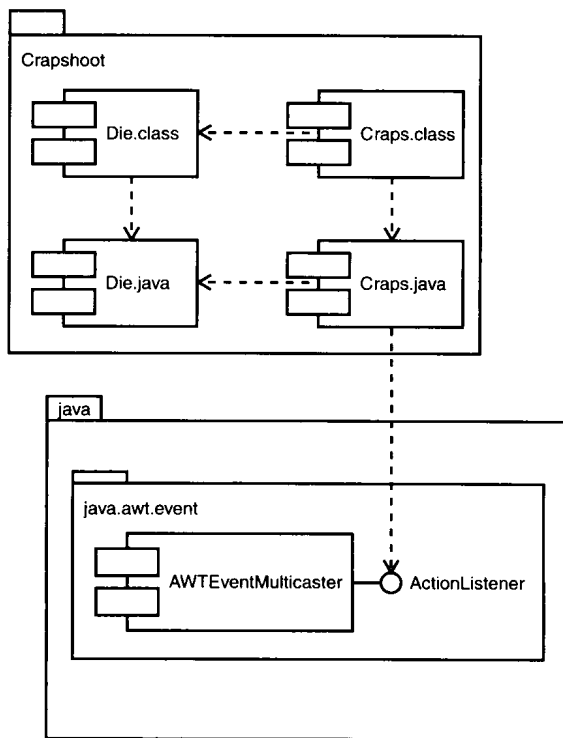 Crapshoot
Die.class
Craps.class
Die.java
Craps.java
java
java.awt.event
AWTEventMulticaster
ActionListener